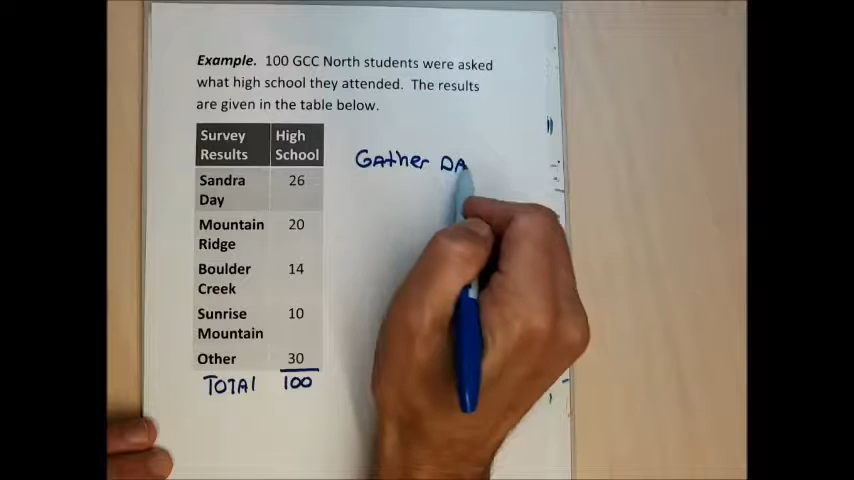 Example. 100 GCC North students were asked
what high school they attended. The results
are given in the table below.
Survey Results High School
Sandra Day 26
Mountain Ridge 20
Boulder Creek 14
Sunrise Mountain 10
Other 30
TOTAL 100
GAther DA